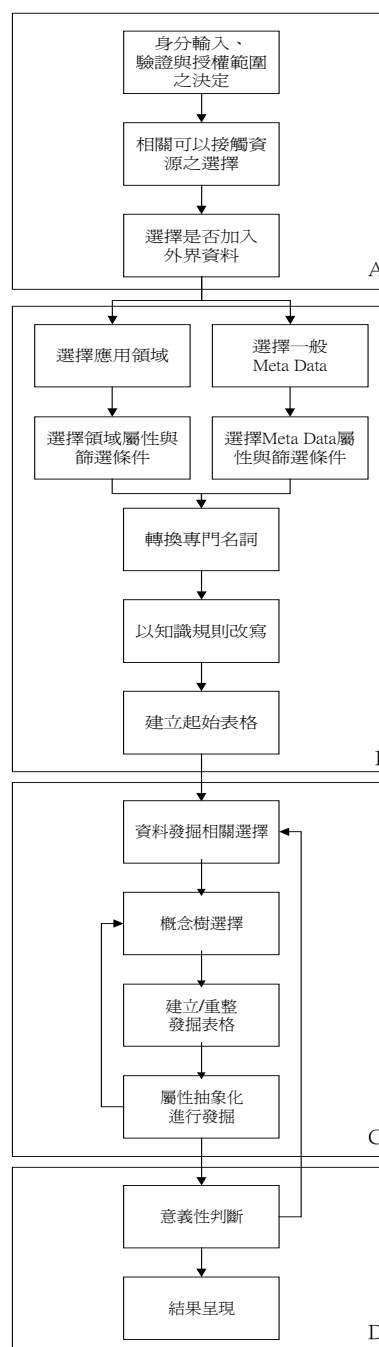 身分輸入、
驗證與授權範圍
之決定
相關可以接觸資
源之選擇
選擇是否加入
外界資料
A
選擇應用領域
選擇一般
Meta Data
選擇領域屬性與
篩選條件
選擇Meta Data屬
性與篩選條件
轉換專門名詞
以知識規則改寫
建立起始表格
資料發掘相關選擇
概念樹選擇
建立/重整
發掘表格
屬性抽象化
進行發掘
C
意義性判斷
結果呈現
D